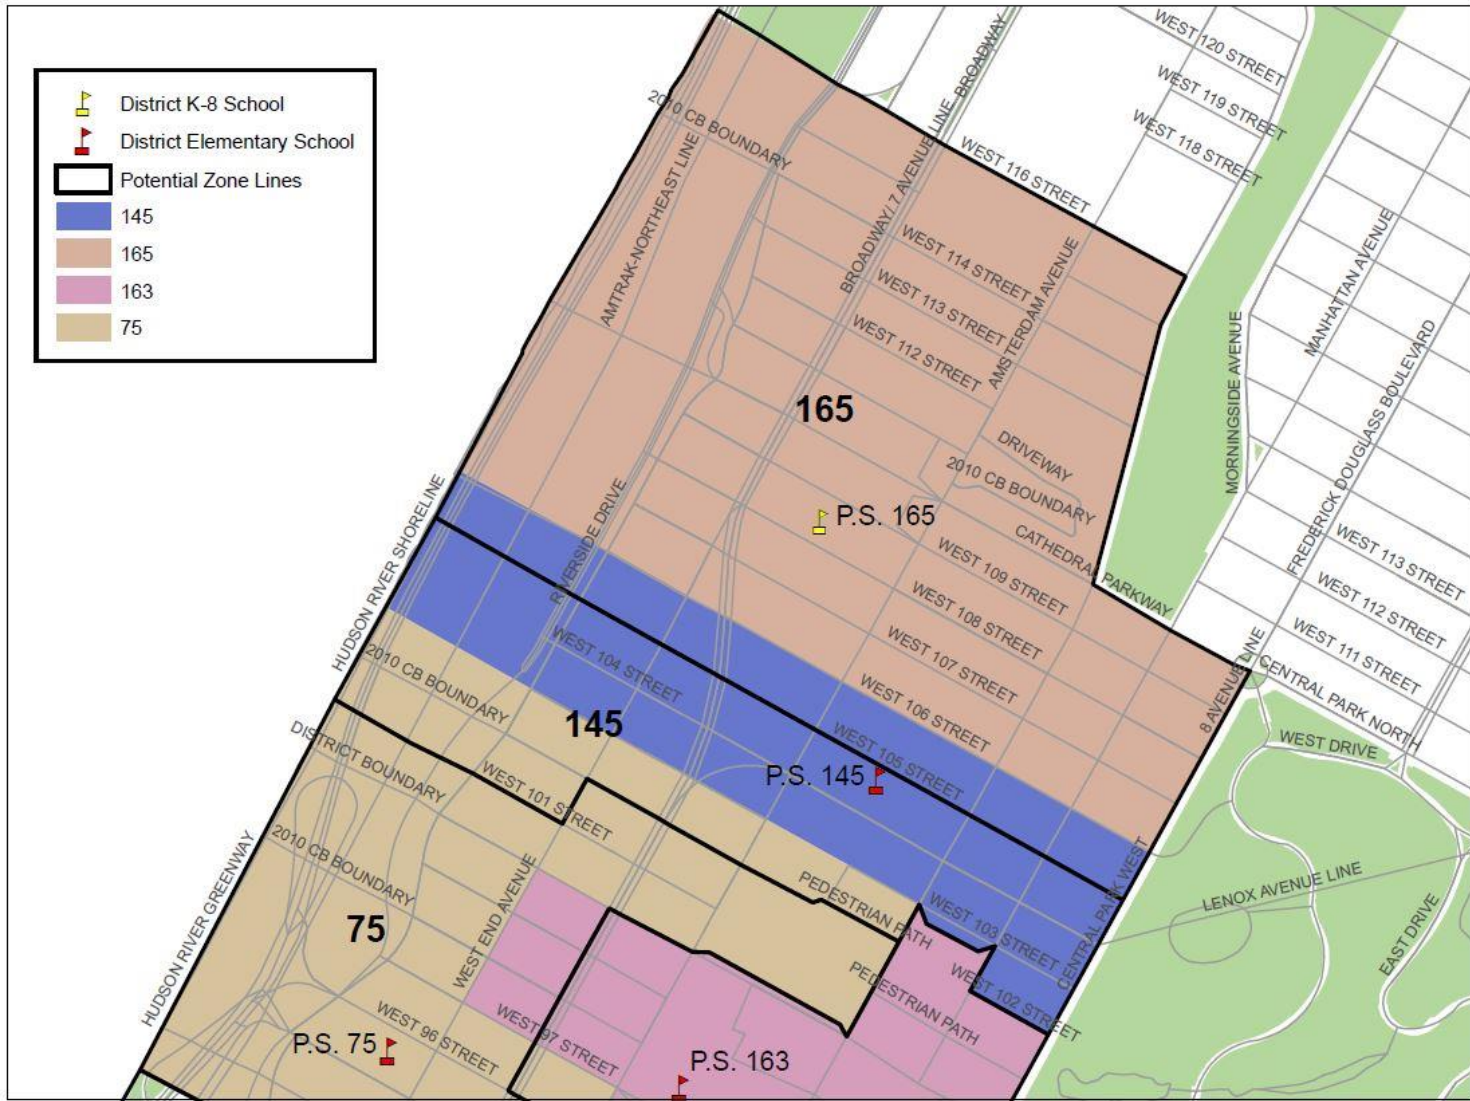 District K-8 School
District Elementary School
Potential Zone Lines
145
165
163
75
WEST 120 STREET
WEST 119 STREET
WEST 118 STREET
WEST 116 STREET
BROADWAY
BROADWAY/ 7 AVENUE LINE
2010 CB BOUNDARY
AMTRAK-NORTHEAST LINE
WEST 114 STREET
WEST 113 STREET
WEST 112 STREET
AMSTERDAM AVENUE
MANHATTAN AVENUE
MORNINGSIDE AVENUE
FREDERICK DOUGLASS BOULEVARD
165
DRIVEWAY
2010 CB BOUNDARY
P.S. 165
CATHEDRAL PARKWAY
WEST 109 STREET
WEST 108 STREET
WEST 107 STREET
WEST 106 STREET
WEST 113 STREET
WEST 112 STREET
WEST 111 STREET
HUDSON RIVER SHORELINE
RIVERSIDE DRIVE
8 AVENUE LINE
CENTRAL PARK NORTH
WEST DRIVE
WEST 104 STREET
2010 CB BOUNDARY
145
WEST 105 STREET
P.S. 145
DISTRICT BOUNDARY
WEST 101 STREET
HUDSON RIVER GREENWAY
2010 CB BOUNDARY
WEST END AVENUE
PEDESTRIAN PATH
WEST 103 STREET
CENTRAL PARK WEST
LENOX AVENUE LINE
EAST DRIVE
75
PEDESTRIAN PATH
WEST 102 STREET
WEST 96 STREET
WEST 97 STREET
P.S. 75
P.S. 163